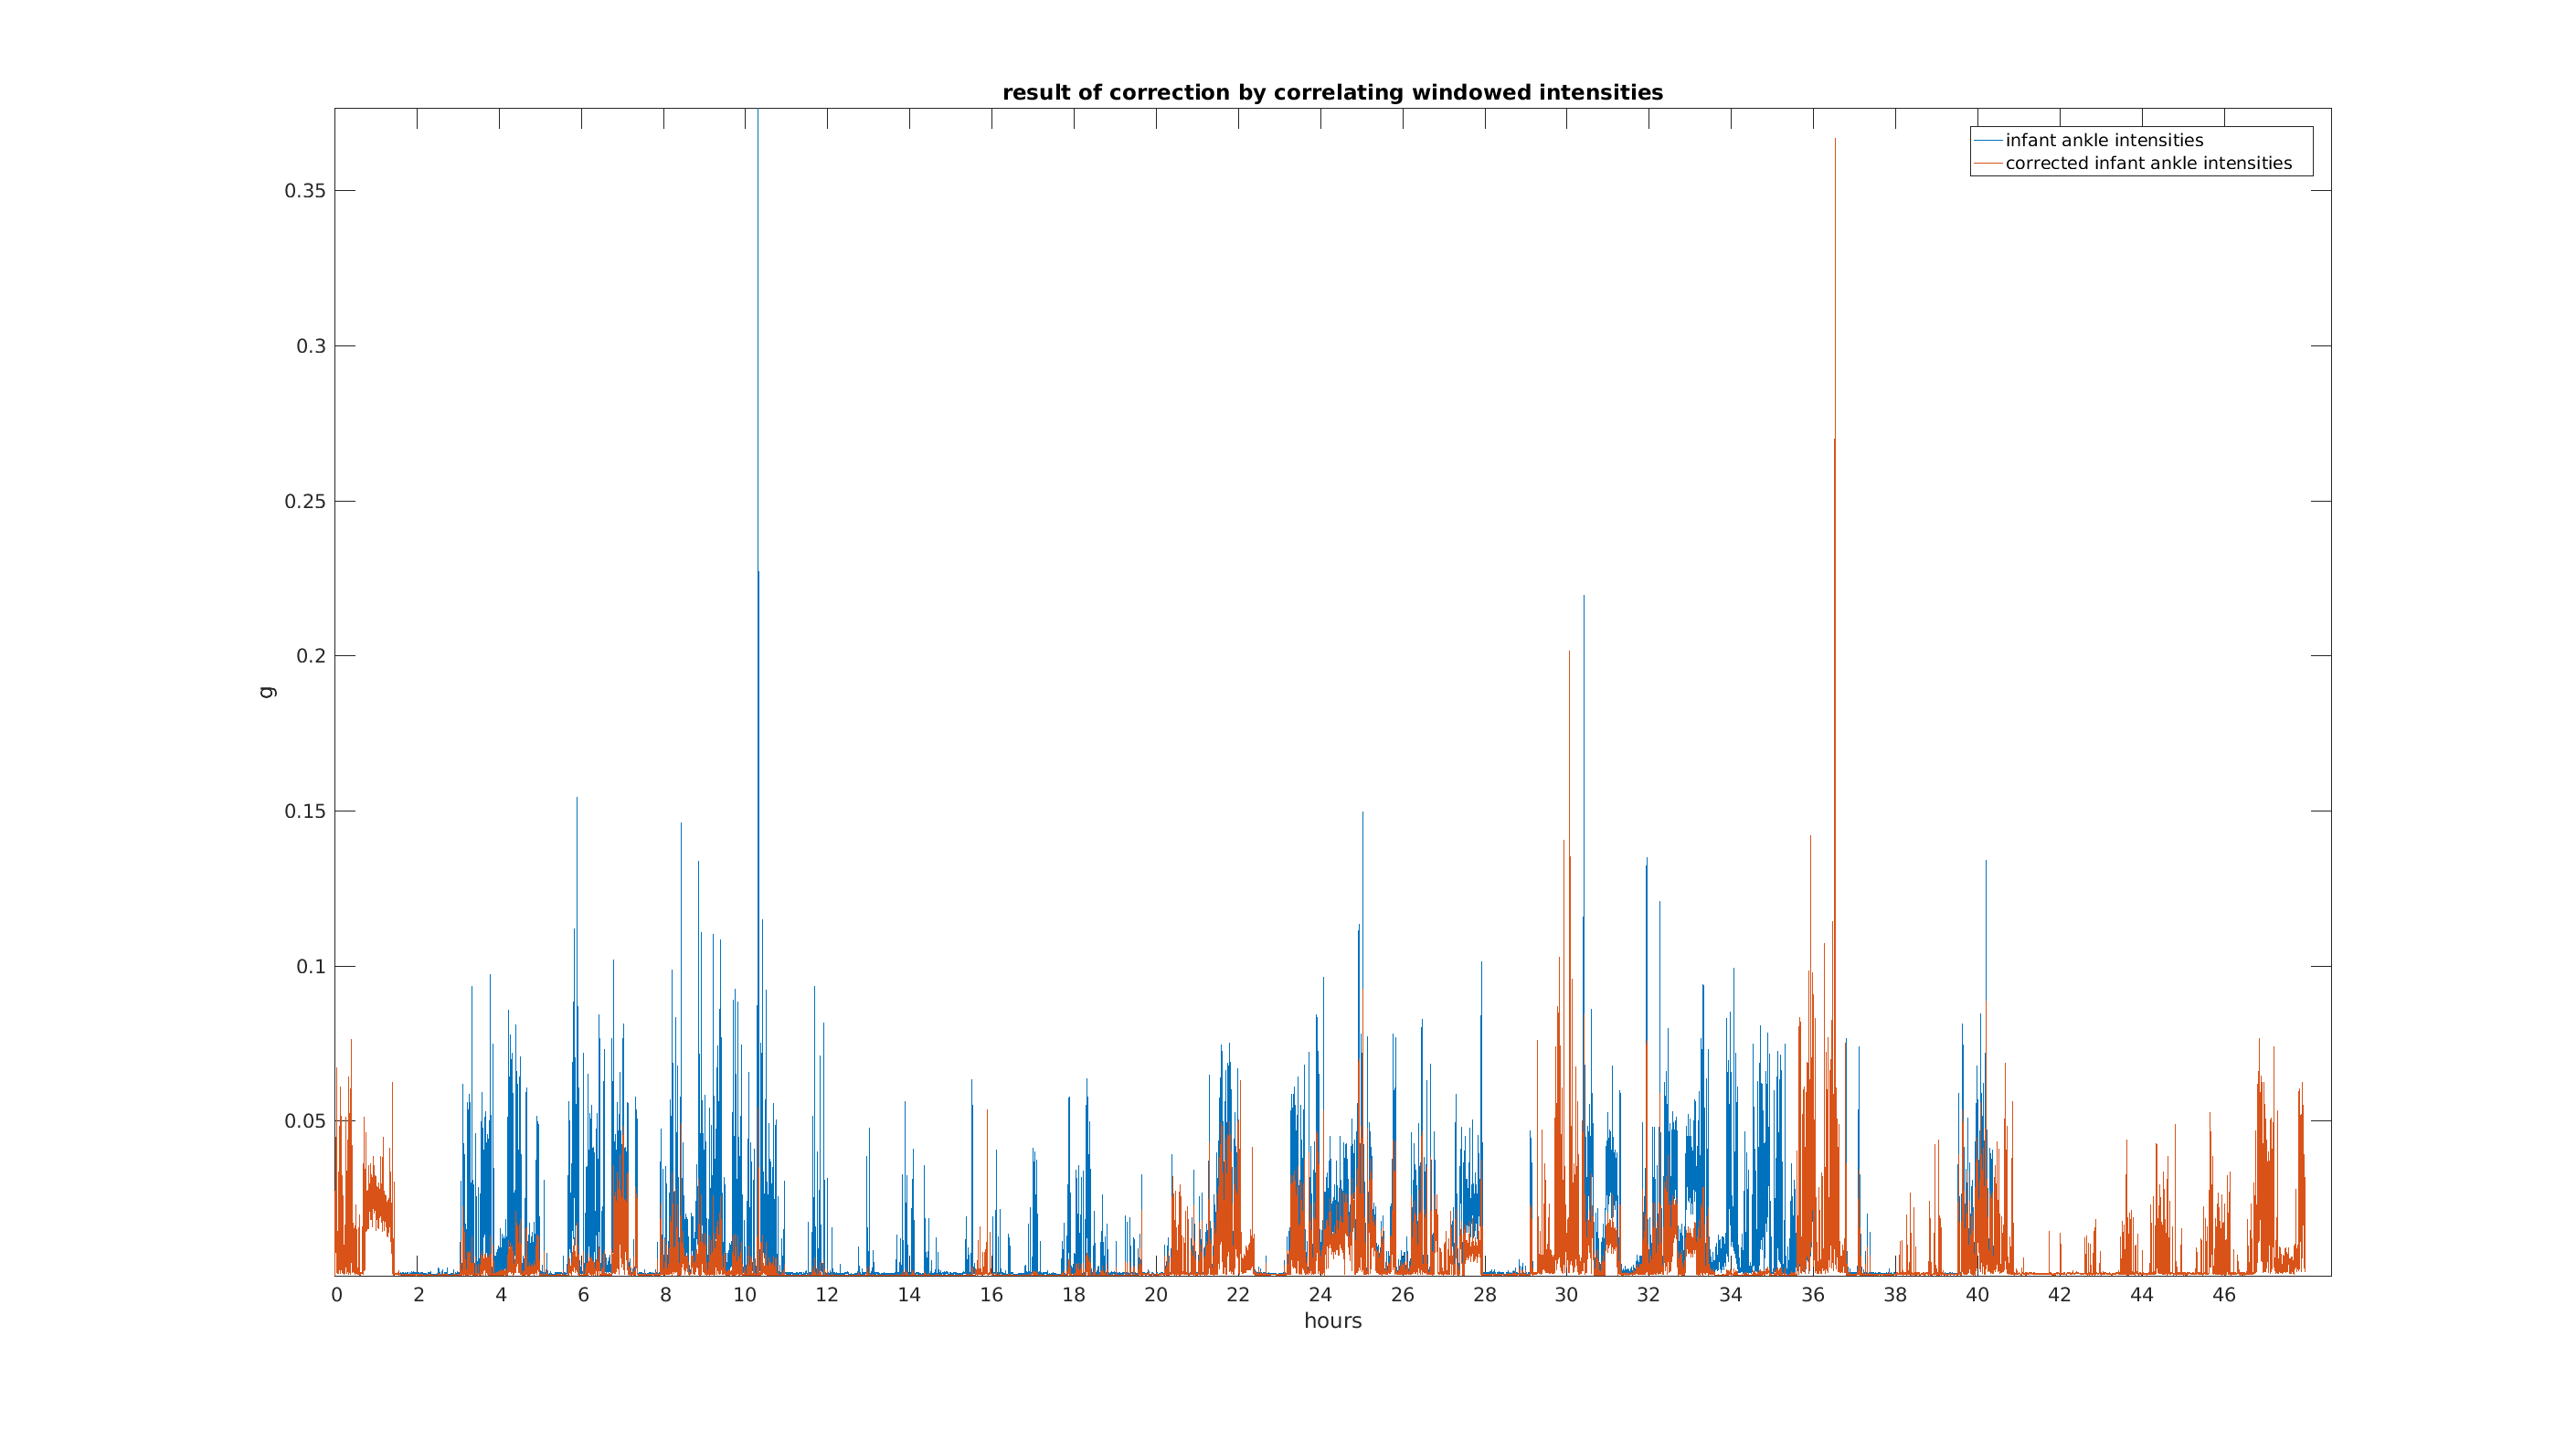 result of correction by correlating windowed intensities
infant ankle intensities
corrected infant ankle intensities
0.35
0.3
0.25
0.2
0.15
0.1
0.05
g
0 2 4 6 8 10 12 14 16 18 20 22 24 26 28 30 32 34 36 38 40 42 44 46
hours